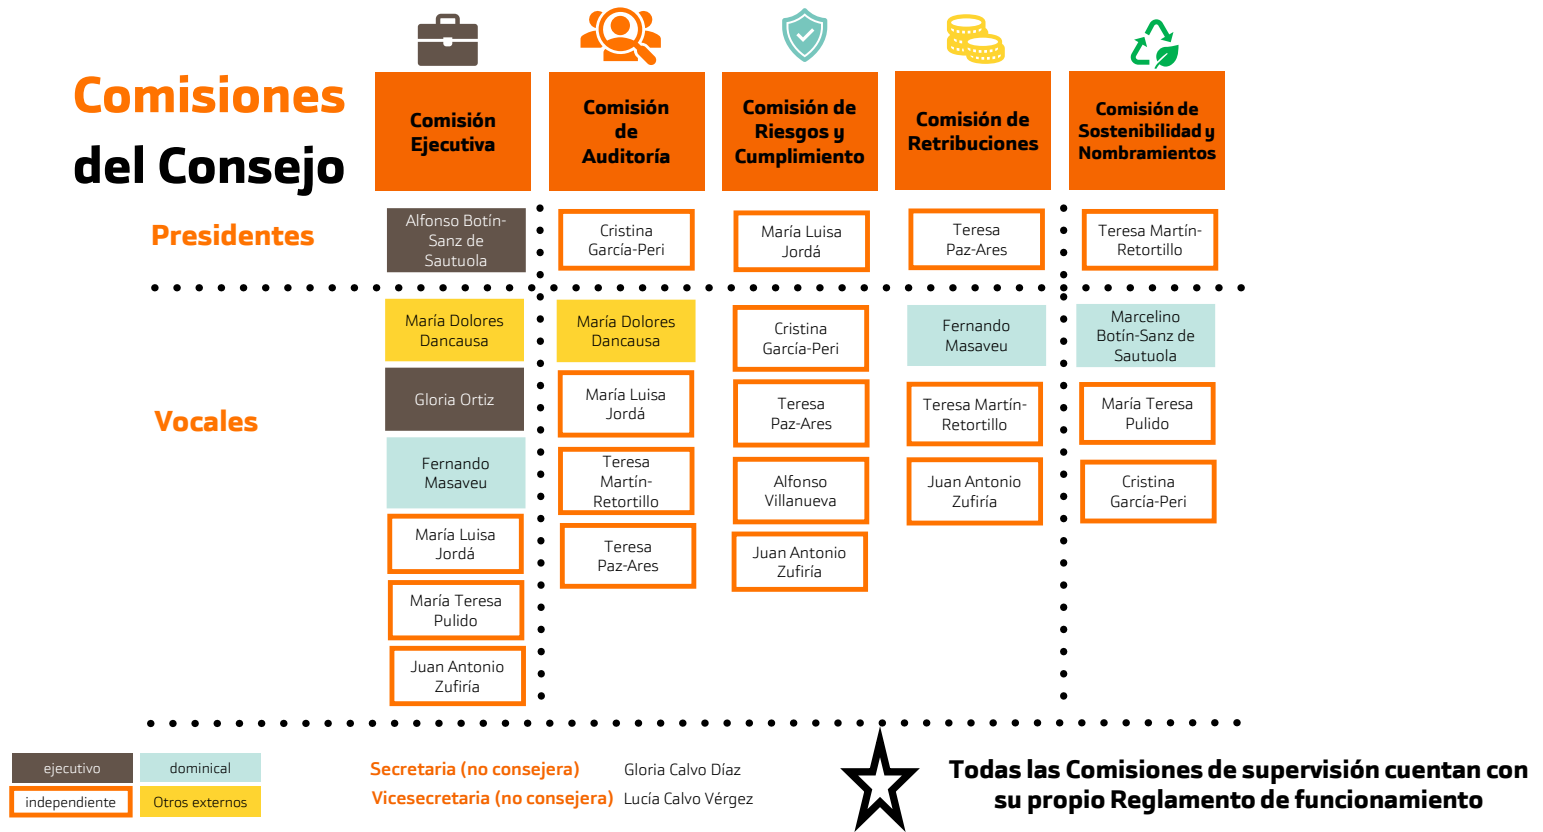 Comisiones
del Consejo
Comisión
Ejecutiva
Comisión
de
Auditoría
Comisión de
Riesgos y
Cumplimiento
Comisión de
Retribuciones
Comisión de
Sostenibilidad y
Nombramientos
Presidentes
Alfonso Botín-
Sanz de
Sautuola
Cristina
García-Peri
María Luisa
Jordá
Teresa
Paz-Ares
Teresa Martín-
Retortillo
Vocales
María Dolores
Dancausa
Gloria Ortiz
Fernando
Masaveu
María Luisa
Jordá
María Teresa
Pulido
Juan Antonio
Zufiría
María Dolores
Dancausa
María Luisa
Jordá
Teresa
Martín-
Retortillo
Teresa
Paz-Ares
Cristina
García-Peri
Teresa
Paz-Ares
Alfonso
Villanueva
Juan Antonio
Zufiría
Fernando
Masaveu
Teresa Martín-
Retortillo
Juan Antonio
Zufiría
Marcelino
Botín-Sanz de
Sautuola
María Teresa
Pulido
Cristina
García-Peri
ejecutivo
dominical
independiente
Otros externos
Secretaria (no consejera) Gloria Calvo Díaz
Vicesecretaria (no consejera) Lucía Calvo Vérgez
Todas las Comisiones de supervisión cuentan con
su propio Reglamento de funcionamiento